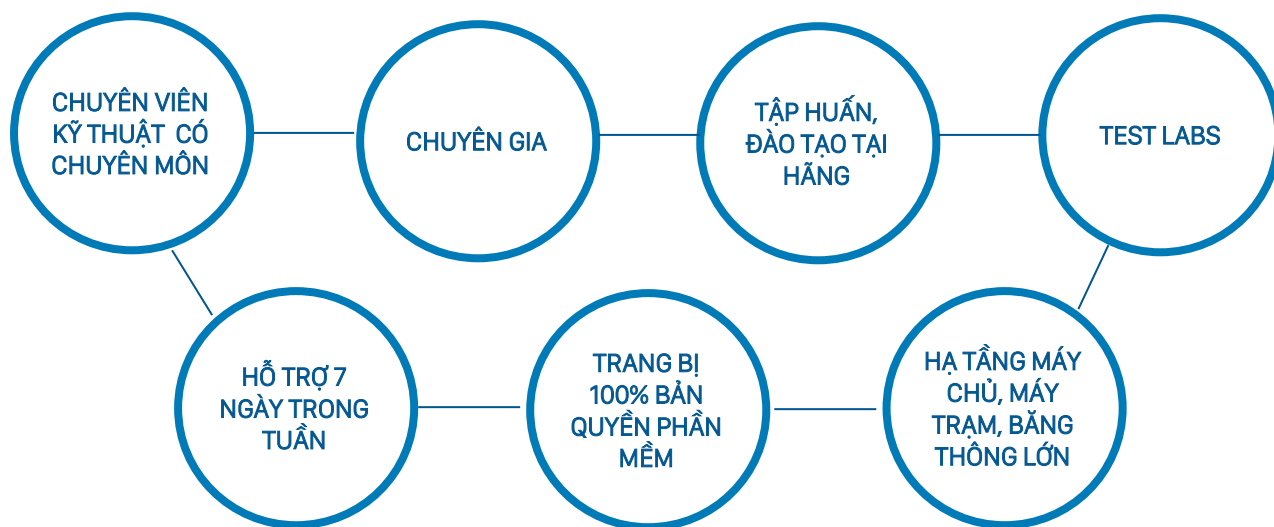 CHUYÊN VIÊN
KỸ THUẬT CÓ
CHUYÊN MÔN
CHUYÊN GIA
TẬP HUẤN,
ĐÀO TẠO TẠI
HÃNG
TEST LABS
HỖ TRỢ 7
NGÀY TRONG
TUẦN
TRANG BỊ
100% BẢN
QUYỀN PHẦN
MỀM
HẠ TẦNG MÁY
CHỦ, MÁY
TRẠM, BĂNG
THÔNG LỚN